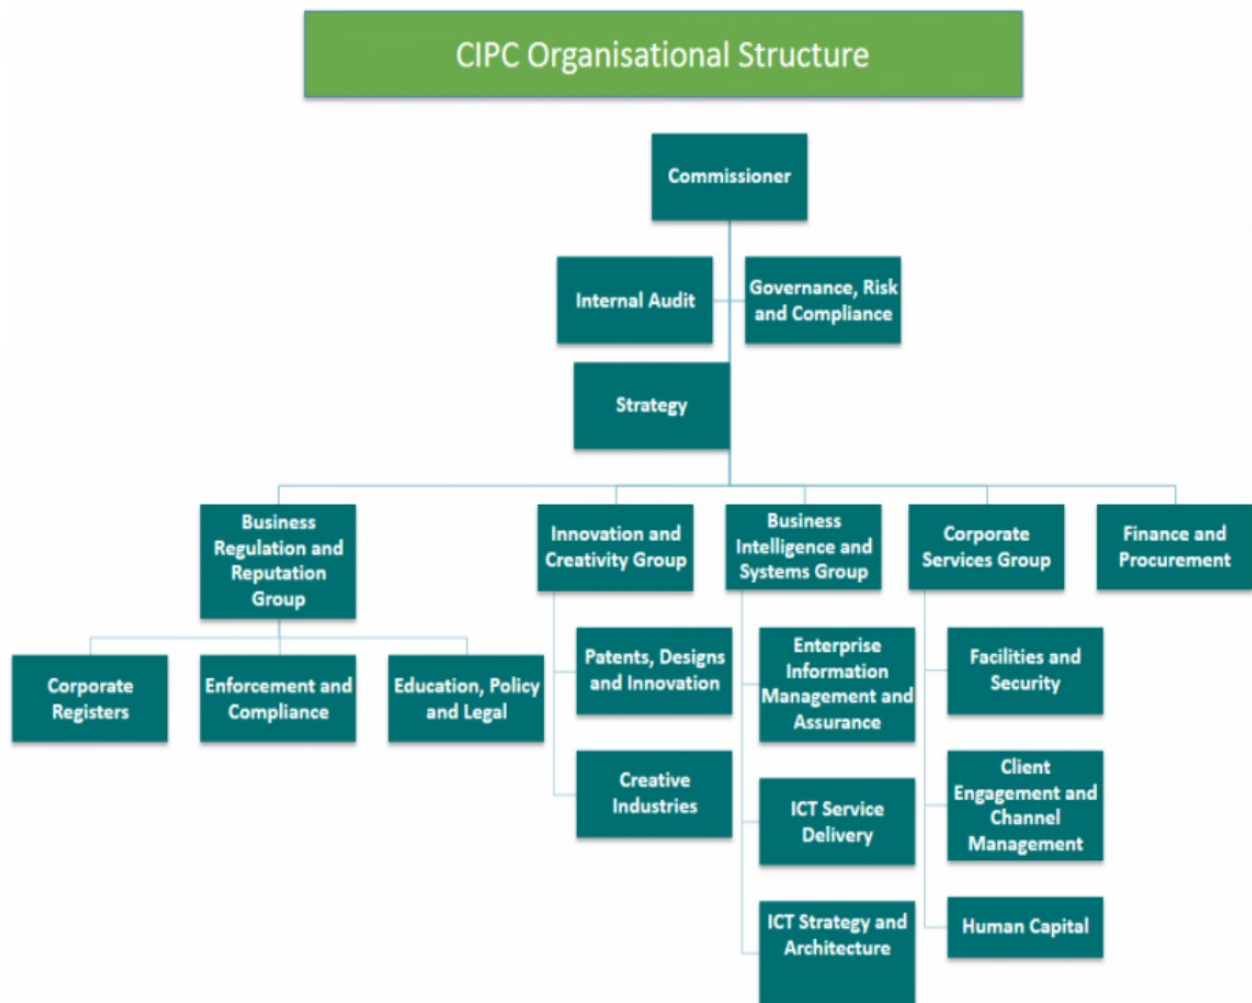 CIPC Organisational Structure
Commissioner
Internal Audit
Governance, Risk
and Compliance
Strategy
Business
Regulation and
Reputation
Group
Innovation and
Creativity Group
Business
Intelligence and
Systems Group
Corporate
Services Group
Finance and
Procurement
Corporate
Registers
Enforcement and
Compliance
Education, Policy
and Legal
Patents, Designs
and Innovation
Creative
Industries
Enterprise
Information
Management and
Assurance
ICT Service
Delivery
ICT Strategy and
Architecture
Facilities and
Security
Client
Engagement and
Channel
Management
Human Capital